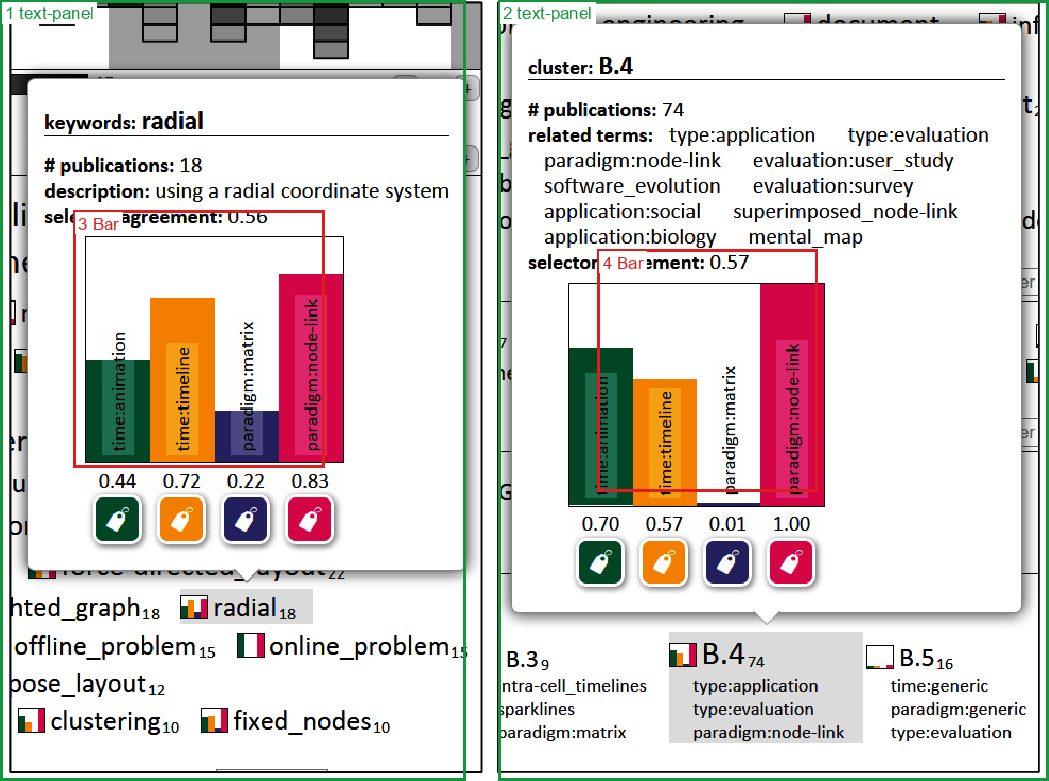 1 text-panel
keywords: radial
# publications: 18
description: using a radial coordinate system
agreement: 0.56
3 Bar
time:animation
time:timeline
paradigm:matrix
paradigm:node-link
0.44 0.72 0.22 0.83
hted_graph18 radial18
offline_problem15 online_problem15
pose_layout12
clustering10 fixed_nodes10
2 text-panel
engineering document inf
cluster: B.4
# publications: 74
related terms: type:application type:evaluation
paradigm:node-link evaluation:user_study
software_evolution evaluation:survey
application:social superimposed_node-link
application:biology mental_map
selector ement: 0.57
4 Bar
time:animation
time:timeline
paradigm:matrix
paradigm:node-link
0.70 0.57 0.01 1.00
B.39 B.474 B.516
ntra-cell_timelines type:application time:generic
sparklines type:evaluation paradigm:generic
paradigm:matrix paradigm:node-link type:evaluation